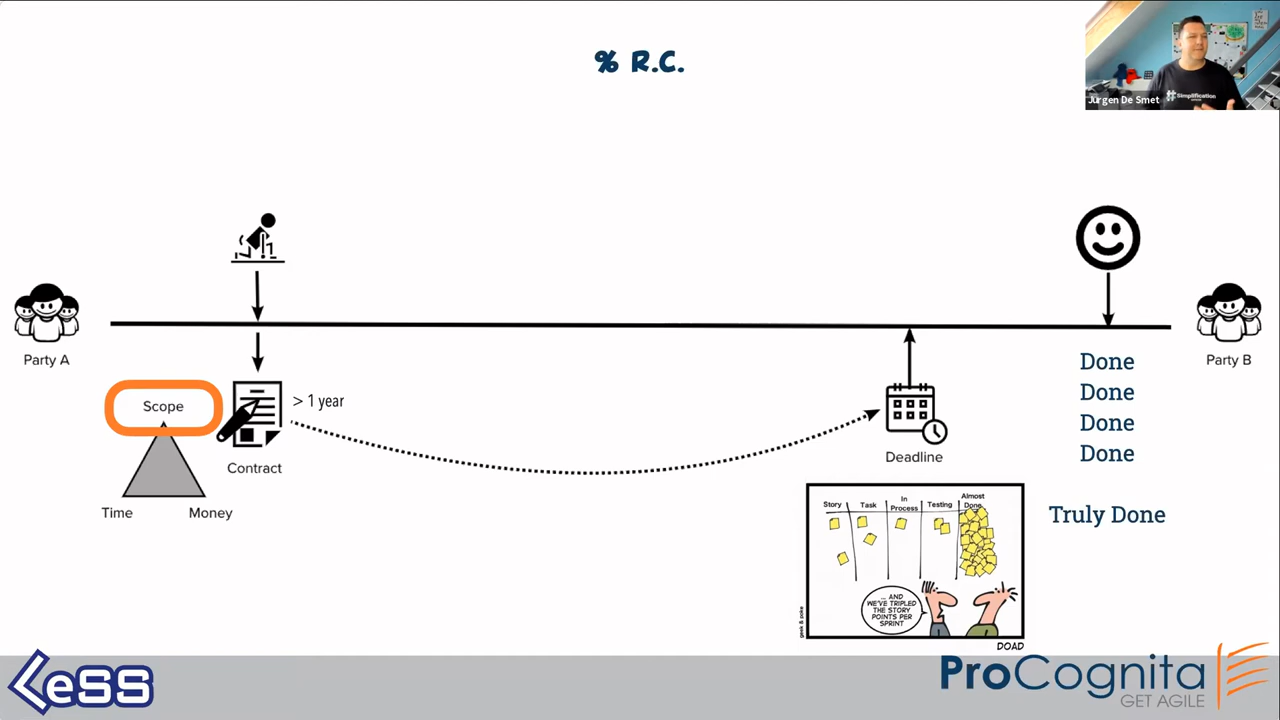 % R.C.
Jürgen De Smet
#Simplification
Party A
Party B
Scope
> 1 year
Contract
Time
Money
Deadline
Done
Done
Done
Done
Truly Done
Story
Task
In
Process
Testing
Almost
Done
... AND
WE'VE TRIPLED
THE STORY
POINTS PER
SPRINT
geek & poke
DOAD
LeSS
ProCognita
GET AGILE